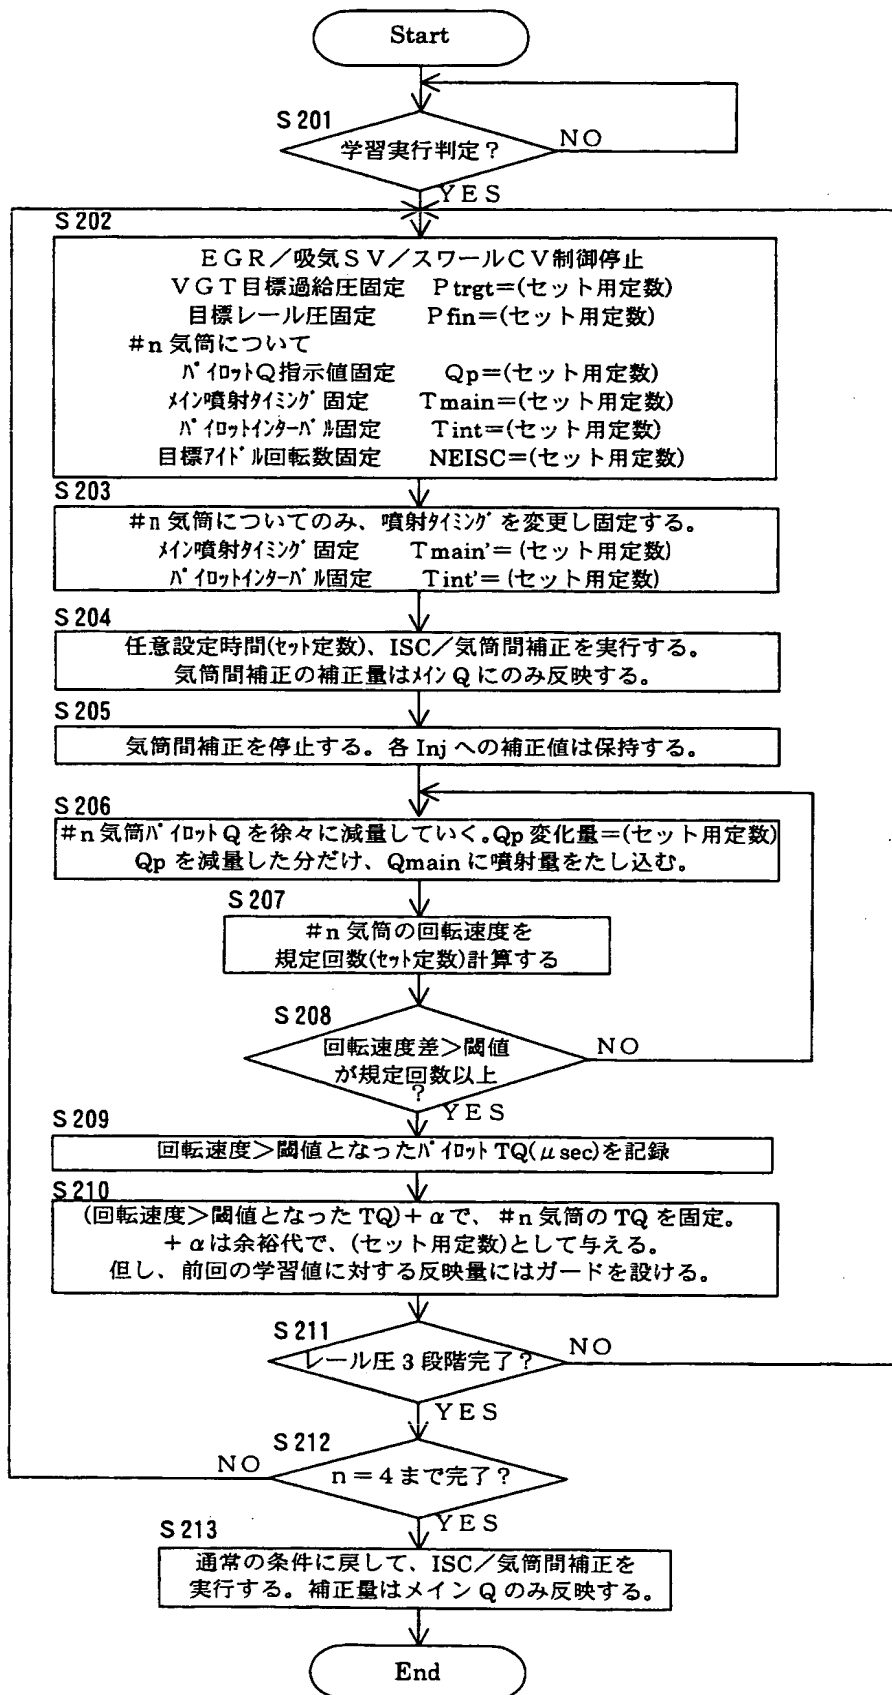 Start
S201
学習実行判定?
NO
YES
S202
EGR/吸気SV/スワールCV制御停止
VGT目標過給圧固定 Ptrgt=(セット用定数)
目標レール圧固定 Pfin=(セット用定数)
#n 気筒について
パイロットQ指示値固定 Qp=(セット用定数)
メイン噴射タイミング固定 Tmain=(セット用定数)
パイロットインターバル固定 Tint=(セット用定数)
目標アイドル回転数固定 NEISC=(セット用定数)
S203
#n 気筒についてのみ、噴射タイミングを変更し固定する。
メイン噴射タイミング固定 Tmain'=(セット用定数)
パイロットインターバル固定 Tint'=(セット用定数)
S204
任意設定時間(セット定数)、ISC/気筒間補正を実行する。
気筒間補正の補正量はメインQにのみ反映する。
S205
気筒間補正を停止する。各Injへの補正値は保持する。
S206
#n 気筒パイロットQを徐々に減量していく。Qp変化量=(セット用定数)
Qpを減量した分だけ、Qmainに噴射量をたし込む。
S207
#n 気筒の回転速度を
規定回数(セット定数)計算する
S208
回転速度差>閾値
が規定回数以上
?
NO
YES
S209
回転速度>閾値となったパイロットTQ(μsec)を記録
S210
(回転速度>閾値となったTQ)+αで、#n 気筒のTQを固定。
+αは余裕代で、(セット用定数)として与える。
但し、前回の学習値に対する反映量にはガードを設ける。
S211
レール圧3段階完了?
NO
YES
S212
n=4まで完了?
NO
YES
S213
通常の条件に戻して、ISC/気筒間補正を
実行する。補正量はメインQのみ反映する。
End